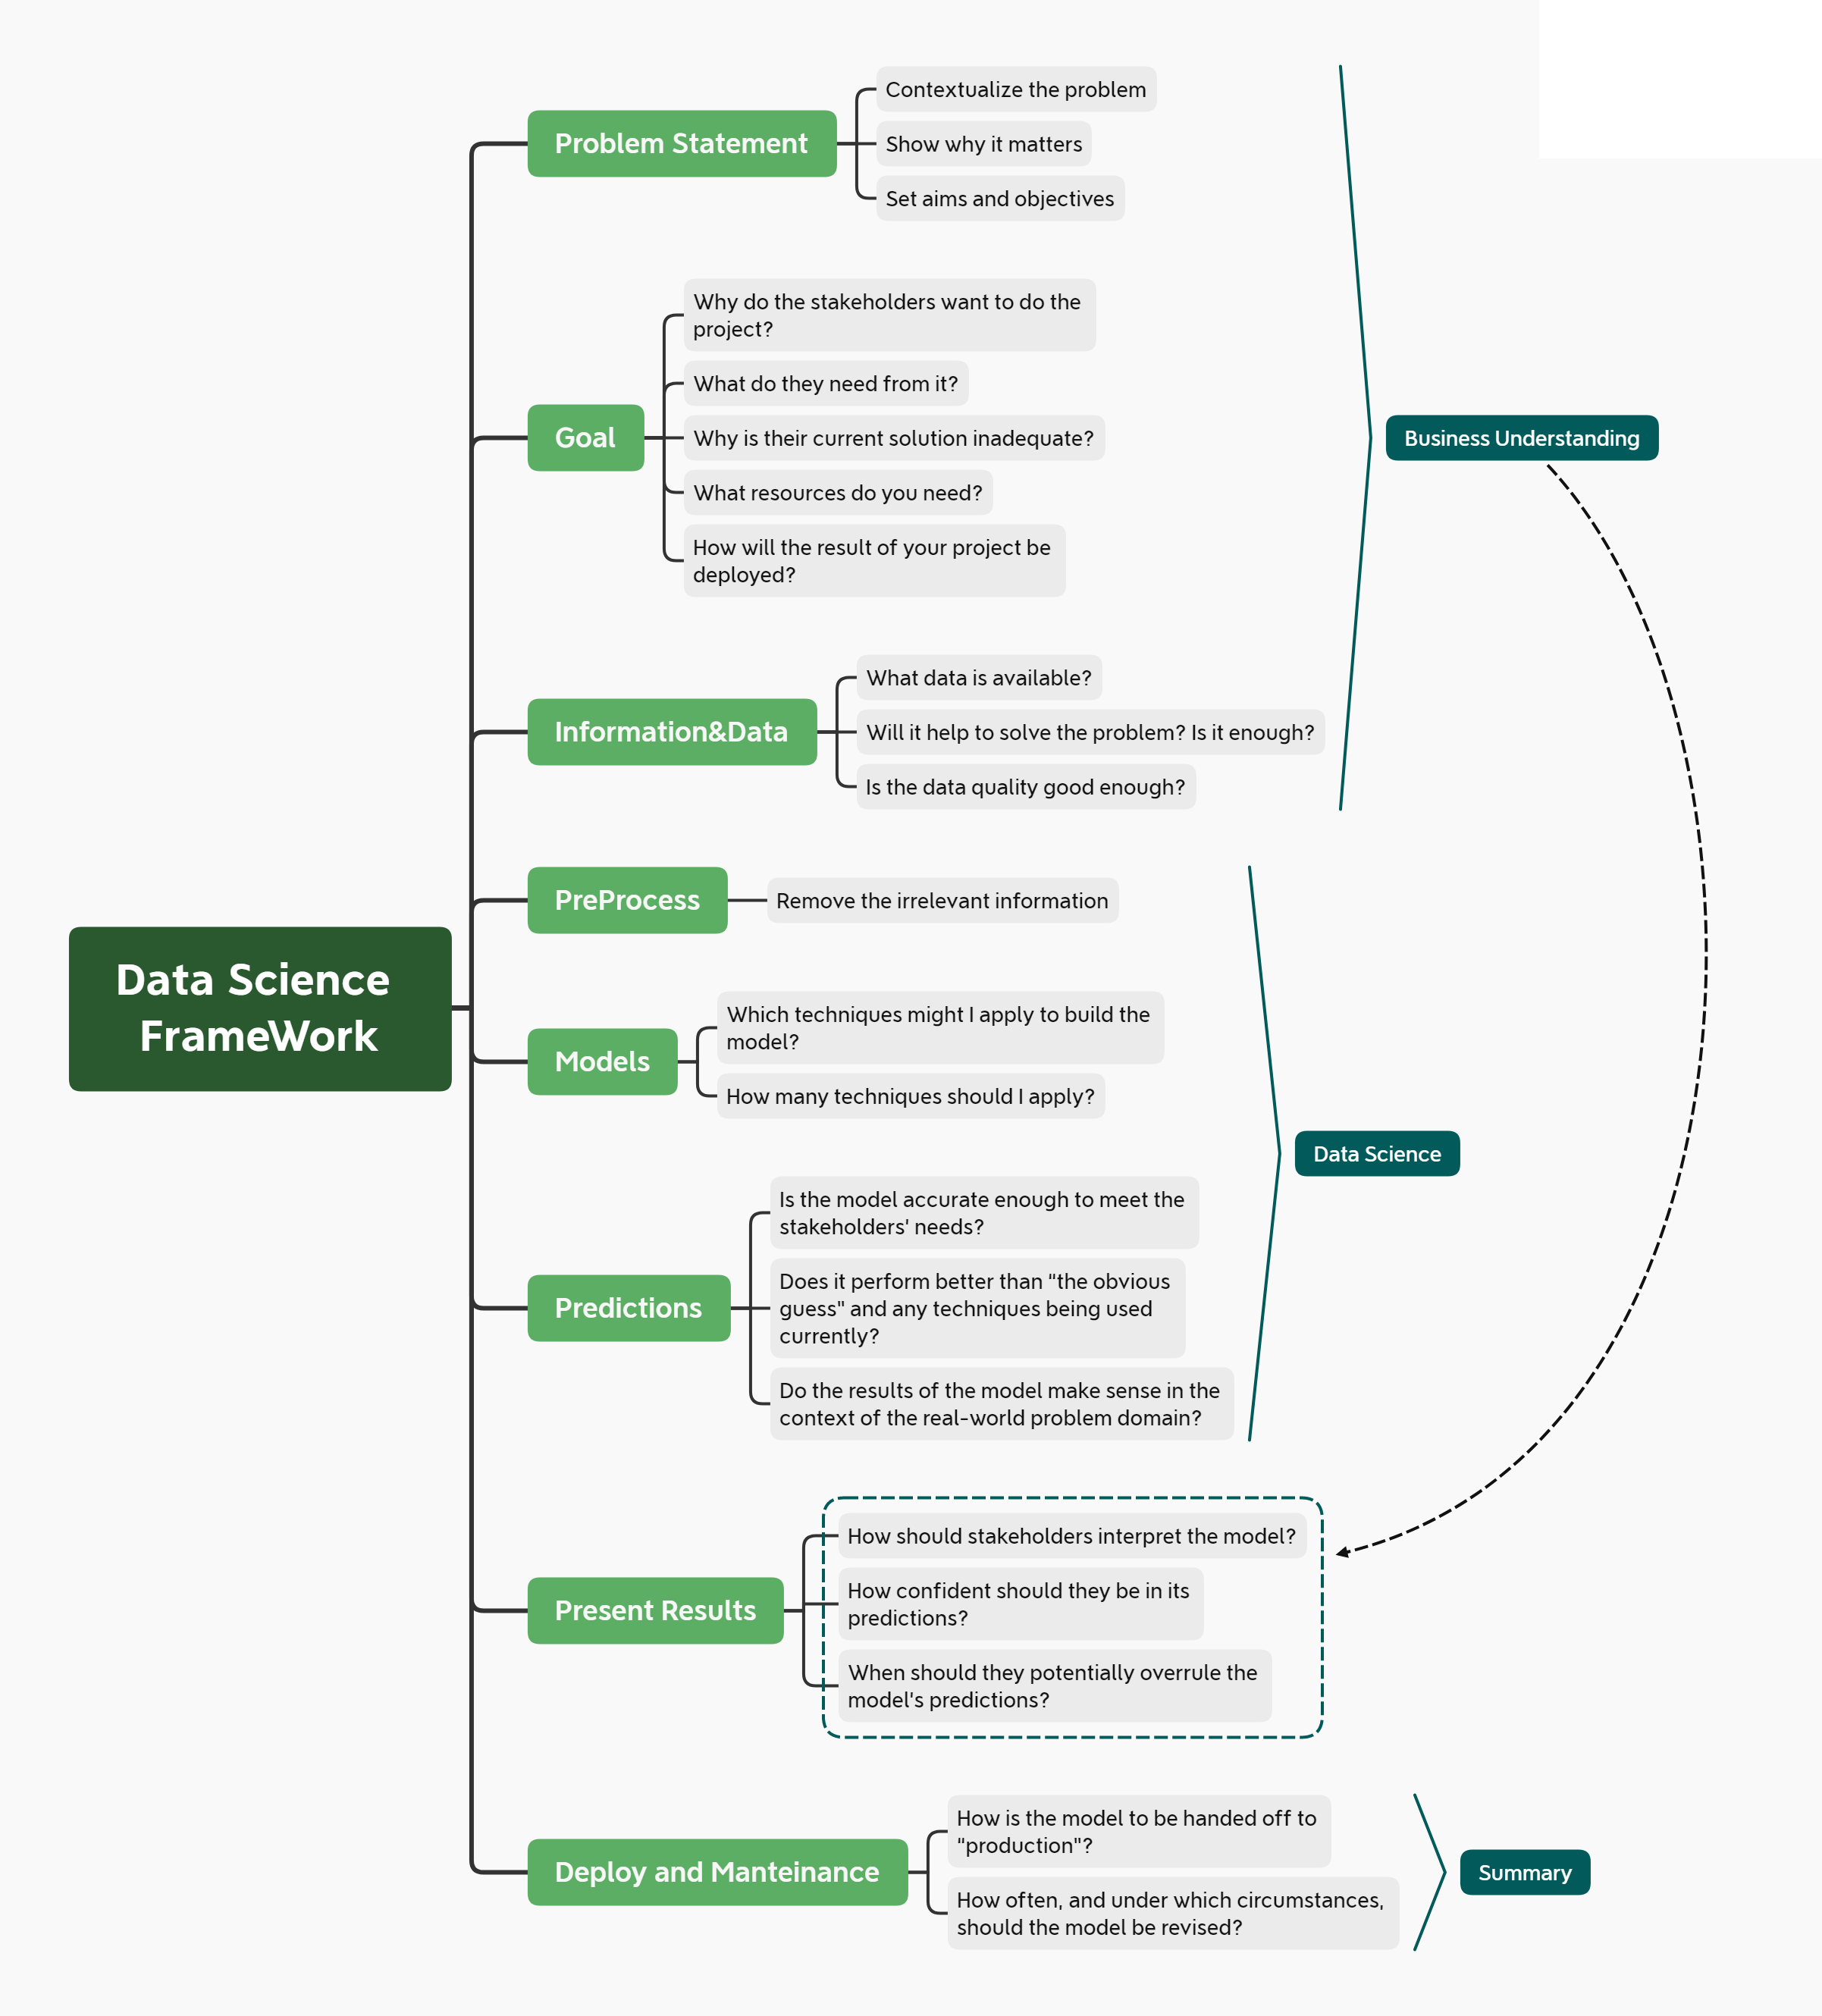 Contextualize the problem
Problem Statement
Show why it matters
Set aims and objectives
Why do the stakeholders want to do the
project?
What do they need from it?
Goal
Why is their current solution inadequate?
Business Understanding
What resources do you need?
How will the result of your project be
deployed?
What data is available?
Information&Data
Will it help to solve the problem? Is it enough?
Is the data quality good enough?
PreProcess
Remove the irrelevant information
Data Science
FrameWork
Which techniques might I apply to build the
model?
Models
How many techniques should I apply?
Data Science
Is the model accurate enough to meet the
stakeholders' needs?
Predictions
Does it perform better than "the obvious
guess" and any techniques being used
currently?
Do the results of the model make sense in the
context of the real-world problem domain?
How should stakeholders interpret the model?
Present Results
How confident should they be in its
predictions?
When should they potentially overrule the
model's predictions?
How is the model to be handed off to
"production"?
Deploy and Manteinance
Summary
How often, and under which circumstances,
should the model be revised?